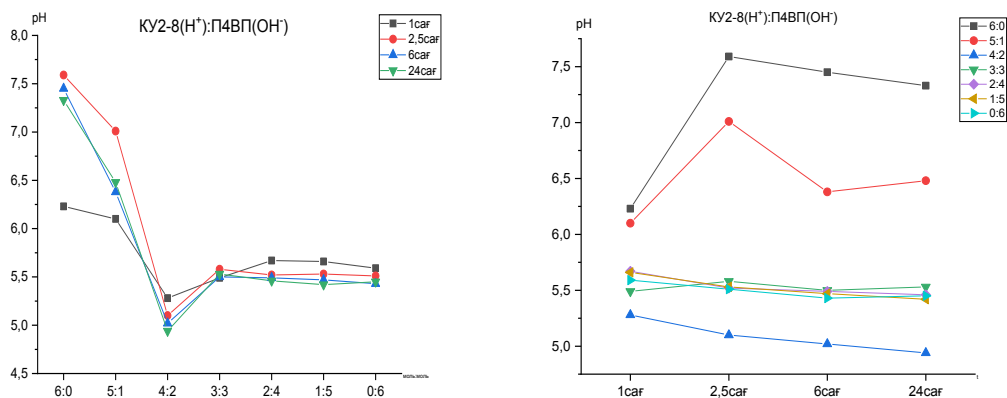 pH
КУ2-8(H⁺):П4ВП(OH⁻)
1сағ
2,5сағ
6сағ
24сағ
8,0
7,5
7,0
6,5
6,0
5,5
5,0
4,5
6:0 5:1 4:2 3:3 2:4 1:5 0:6
моль:моль
pH
КУ2-8(H⁺):П4ВП(OH⁻)
6:0
5:1
4:2
3:3
2:4
1:5
0:6
7,5
7,0
6,5
6,0
5,5
5,0
1сағ 2,5сағ 6сағ 24сағ
t